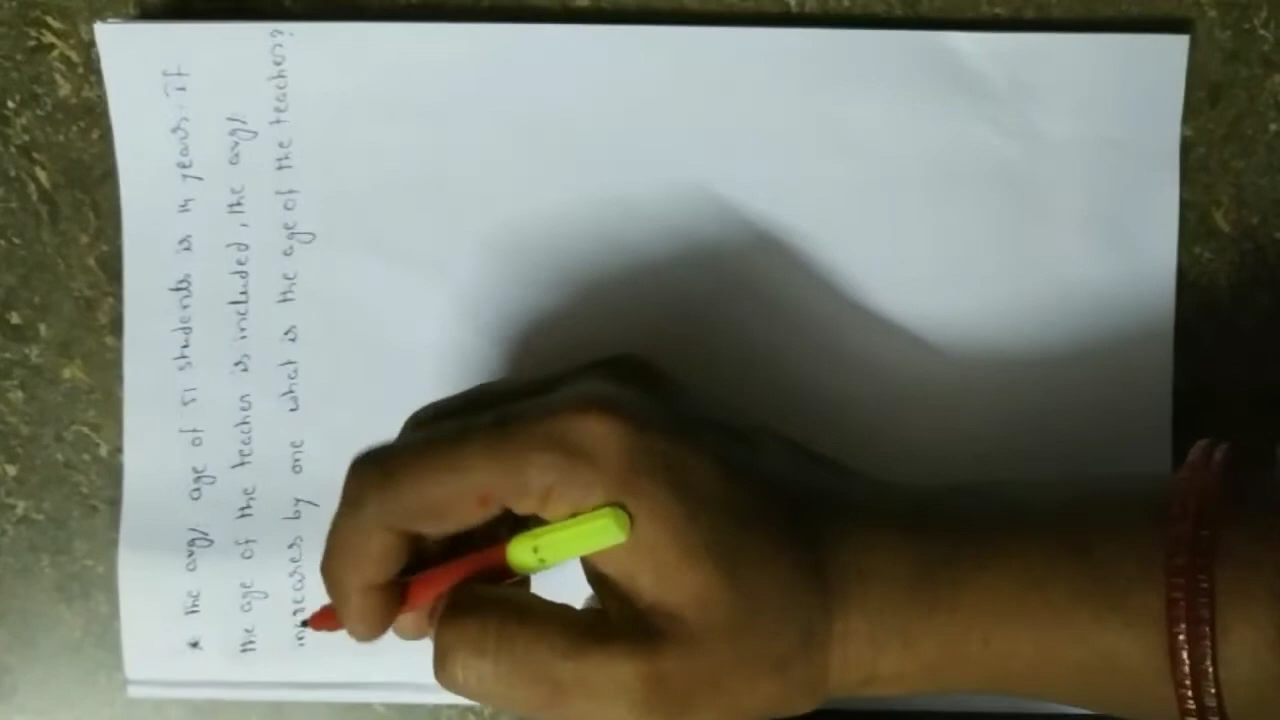 * The avg/ age of 51 students is 14 years. If
the age of the teacher is included, the avg/
increases by one what is the age of the teacher?